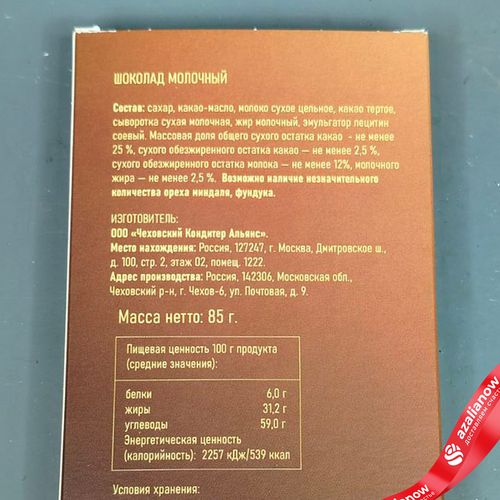 ШОКОЛАД МОЛОЧНЫЙ
Состав: сахар, какао-масло, молоко сухое цельное, какао тертое,
сыворотка сухая молочная, жир молочный, эмульгатор лецитин
соевый. Массовая доля общего сухого остатка какао - не менее
25 %, сухого обезжиренного остатка какао — не менее 2,5 %,
сухого обезжиренного остатка молока — не менее 12%, молочного
жира — не менее 2,5 %. Возможно наличие незначительного
количества ореха миндаля, фундука.
ИЗГОТОВИТЕЛЬ:
ООО «Чеховский Кондитер Альянс».
Место нахождения: Россия, 127247, г. Москва, Дмитровское ш.,
д. 100, стр. 2, этаж 02, помещ. 1222.
Адрес производства: Россия, 142306, Московская обл.,
Чеховский р-н, г. Чехов-6, ул. Почтовая, д. 9.
Масса нетто: 85 г.
Пищевая ценность 100 г продукта
(средние значения):
белки 6,0 г
жиры 31,2 г
углеводы 59,0 г
Энергетическая ценность
(калорийность): 2257 кДж/539 ккал
Условия хранения:
azalianow
доставляем счастье